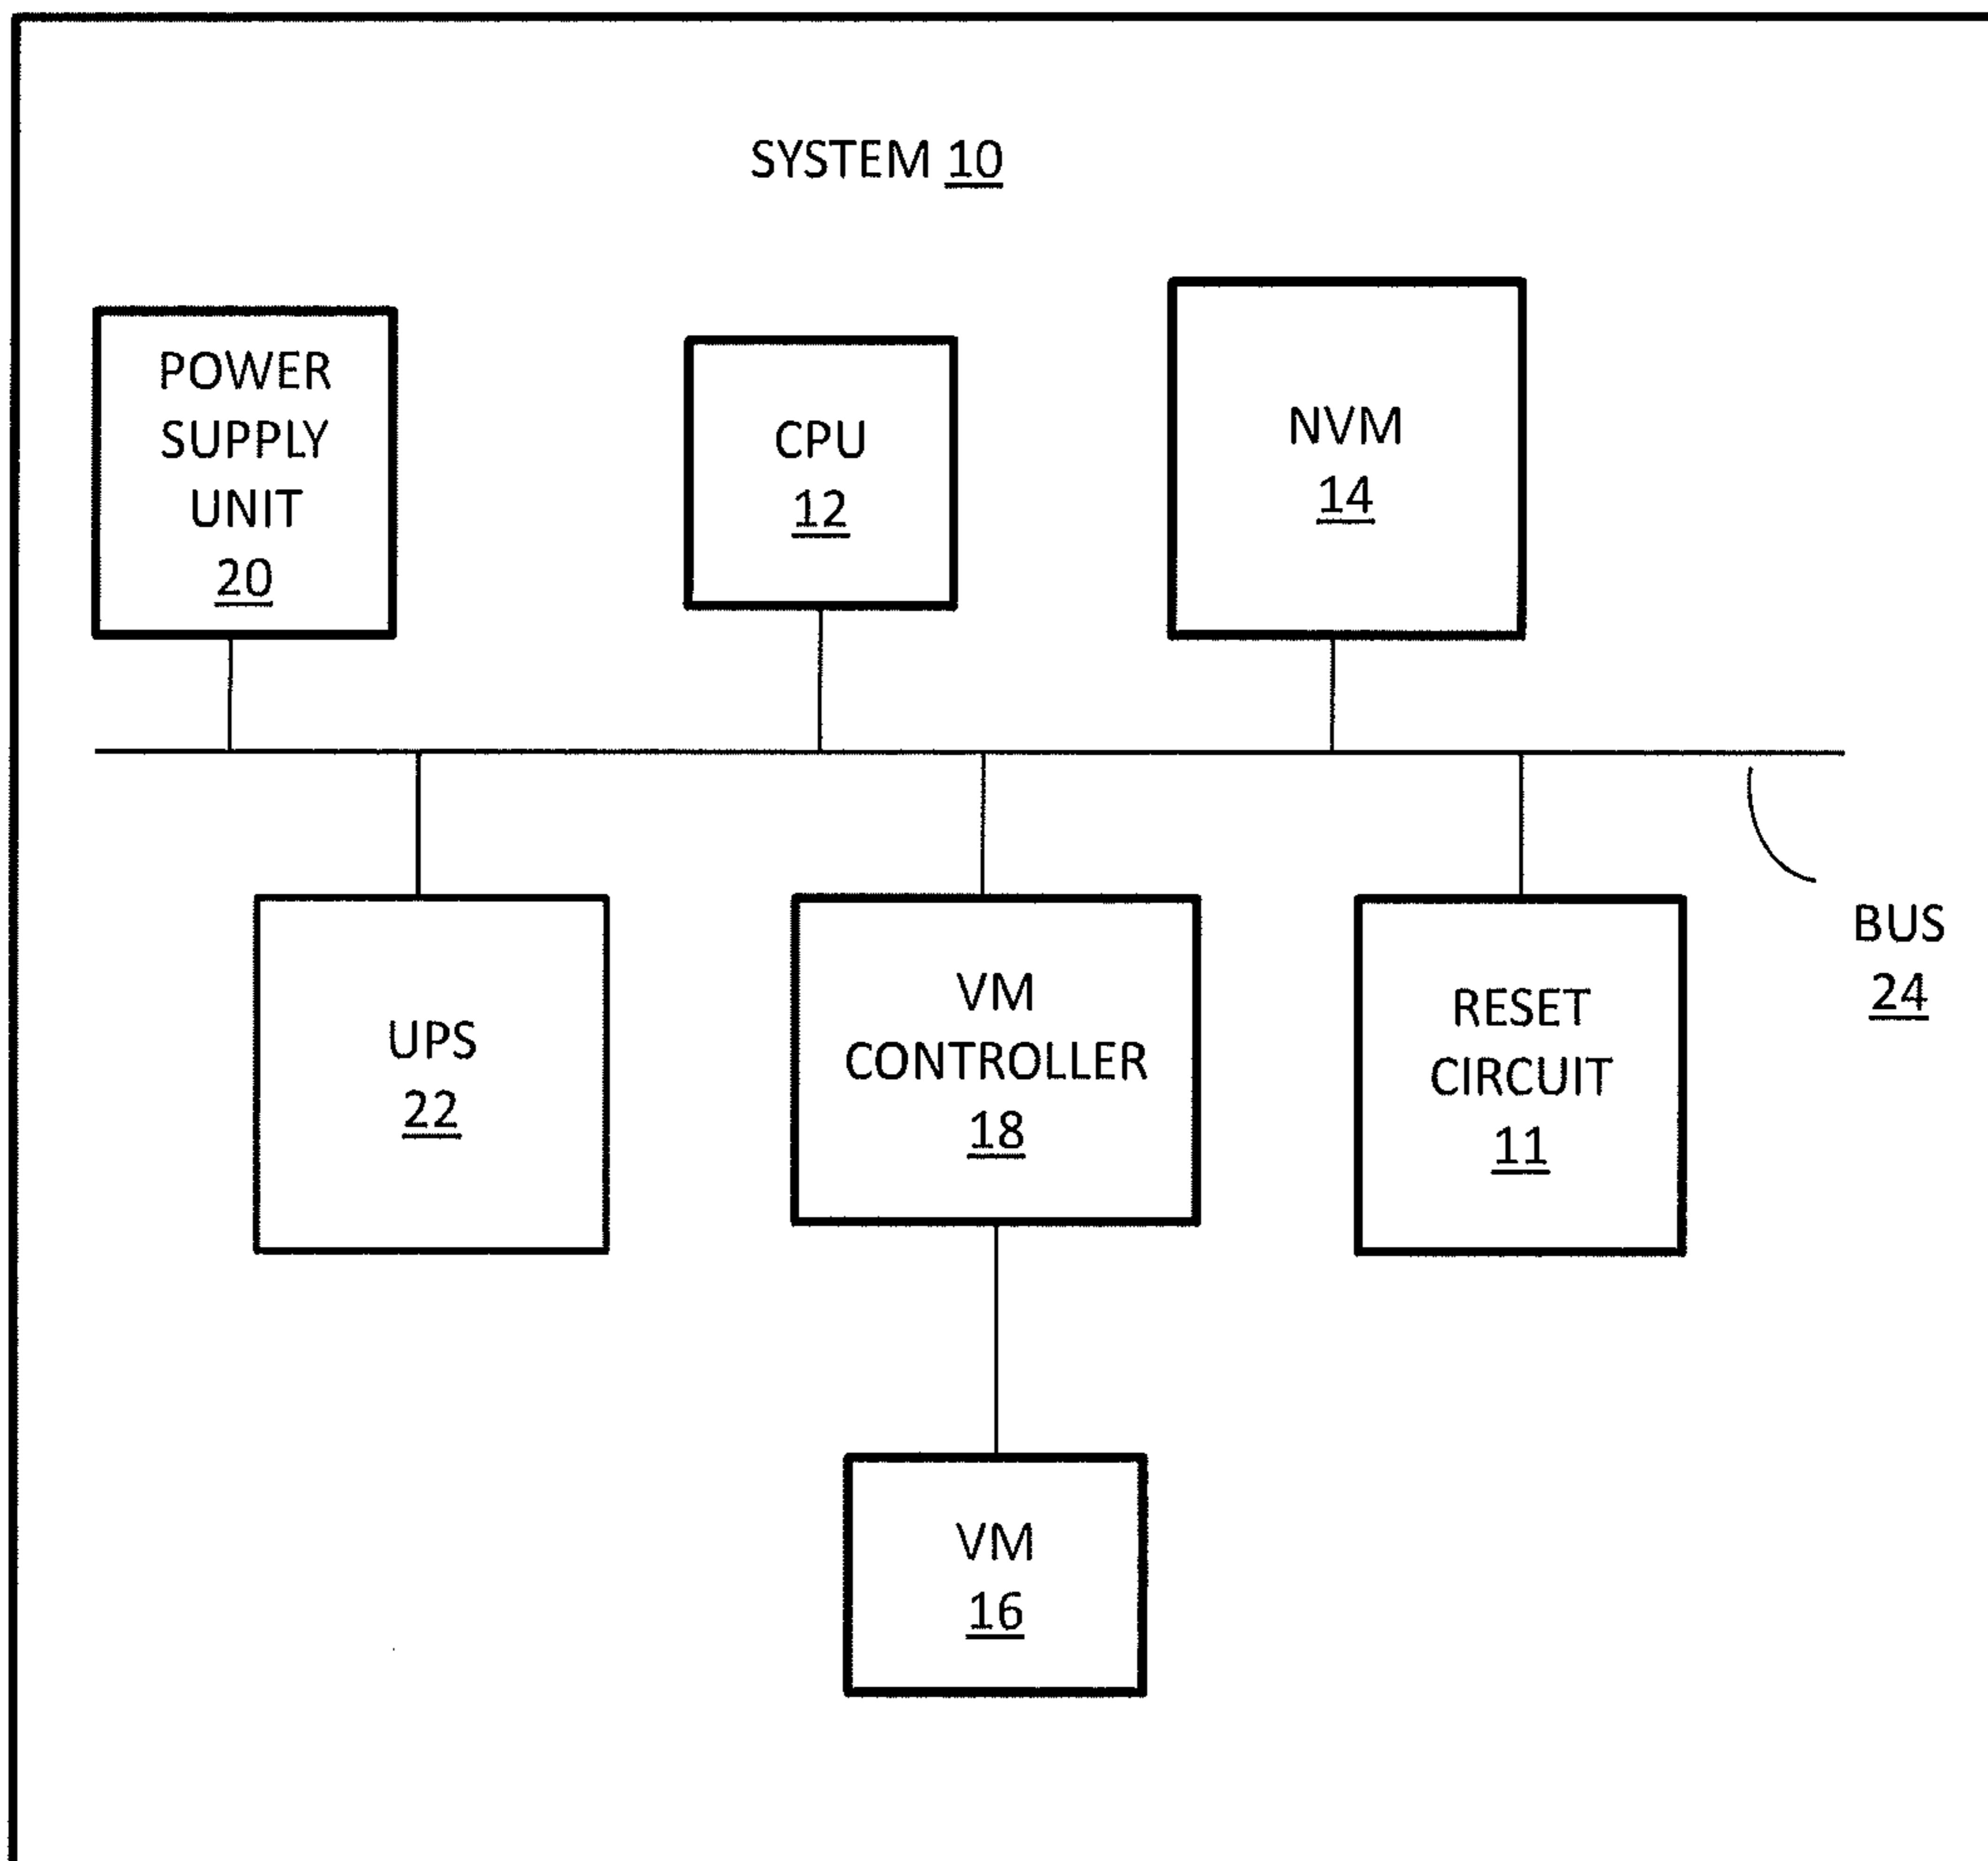 SYSTEM 10
POWER
SUPPLY
UNIT
20
CPU
12
NVM
14
BUS
24
UPS
22
VM
CONTROLLER
18
RESET
CIRCUIT
11
VM
16